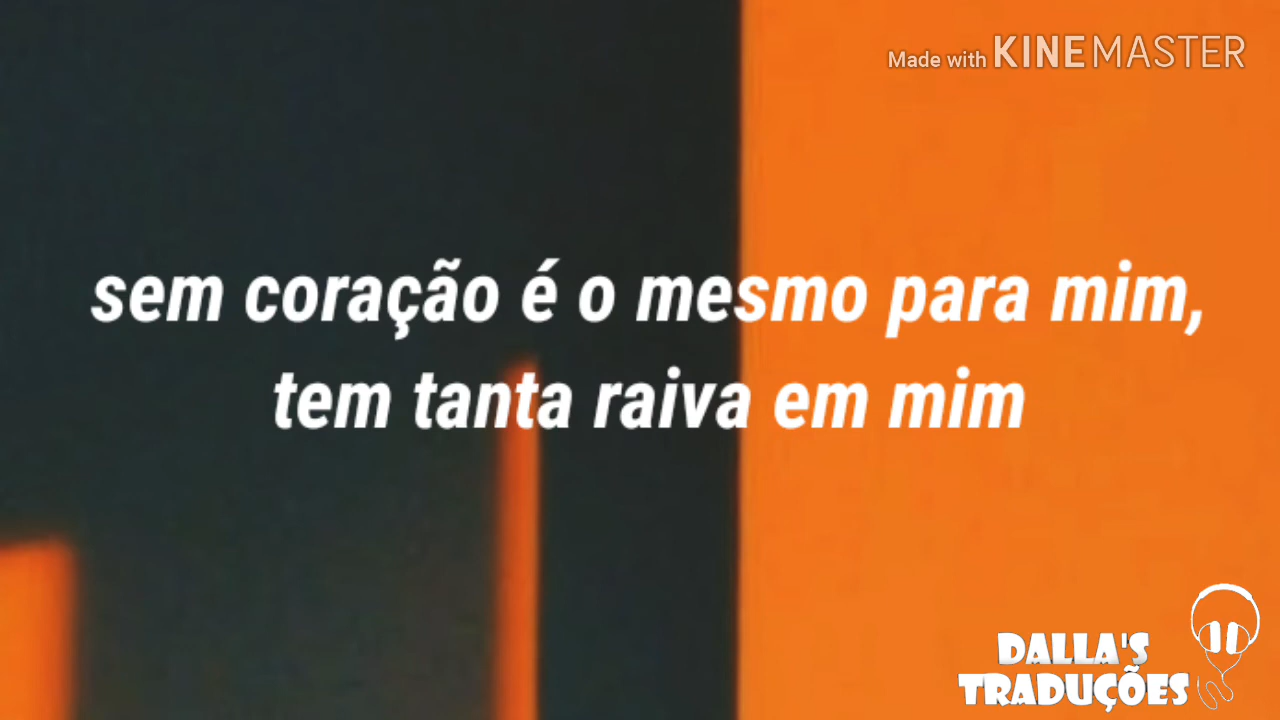 Made with KINEMASTER
sem coração é o mesmo para mim,
tem tanta raiva em mim
DALLA'S
TRADUÇÕES